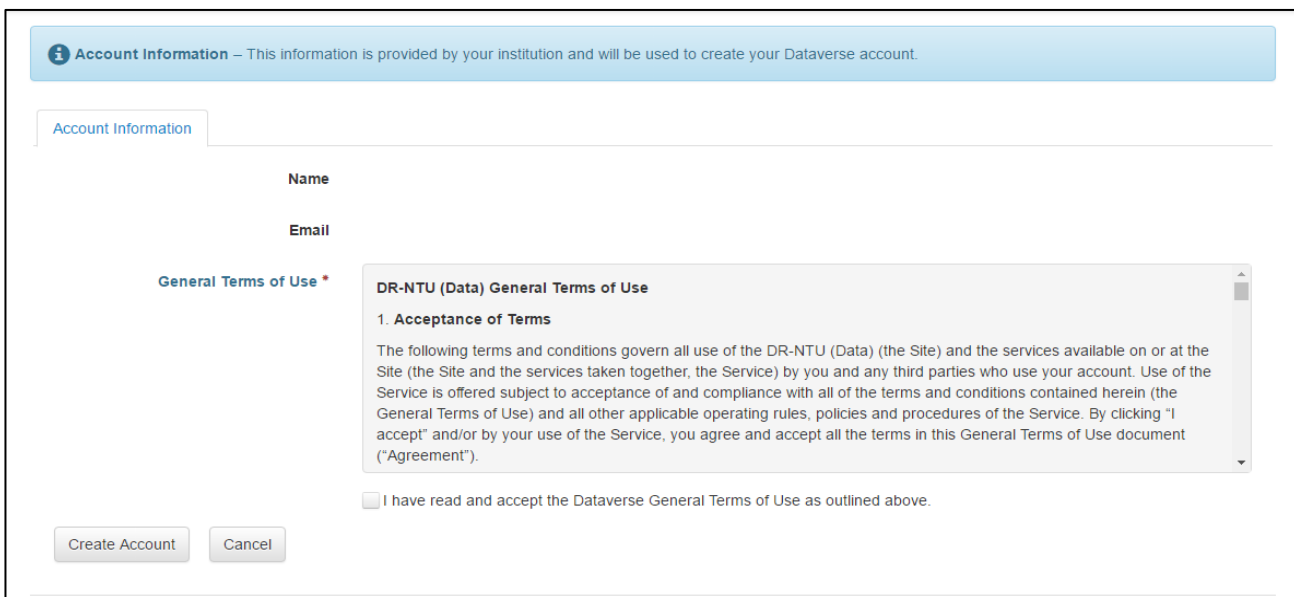 Account Information – This information is provided by your institution and will be used to create your Dataverse account.
Account Information
Name
Email
General Terms of Use *
DR-NTU (Data) General Terms of Use
1. Acceptance of Terms
The following terms and conditions govern all use of the DR-NTU (Data) (the Site) and the services available on or at the
Site (the Site and the services taken together, the Service) by you and any third parties who use your account. Use of the
Service is offered subject to acceptance of and compliance with all of the terms and conditions contained herein (the
General Terms of Use) and all other applicable operating rules, policies and procedures of the Service. By clicking “I
accept” and/or by your use of the Service, you agree and accept all the terms in this General Terms of Use document
(“Agreement”).
I have read and accept the Dataverse General Terms of Use as outlined above.
Create Account
Cancel